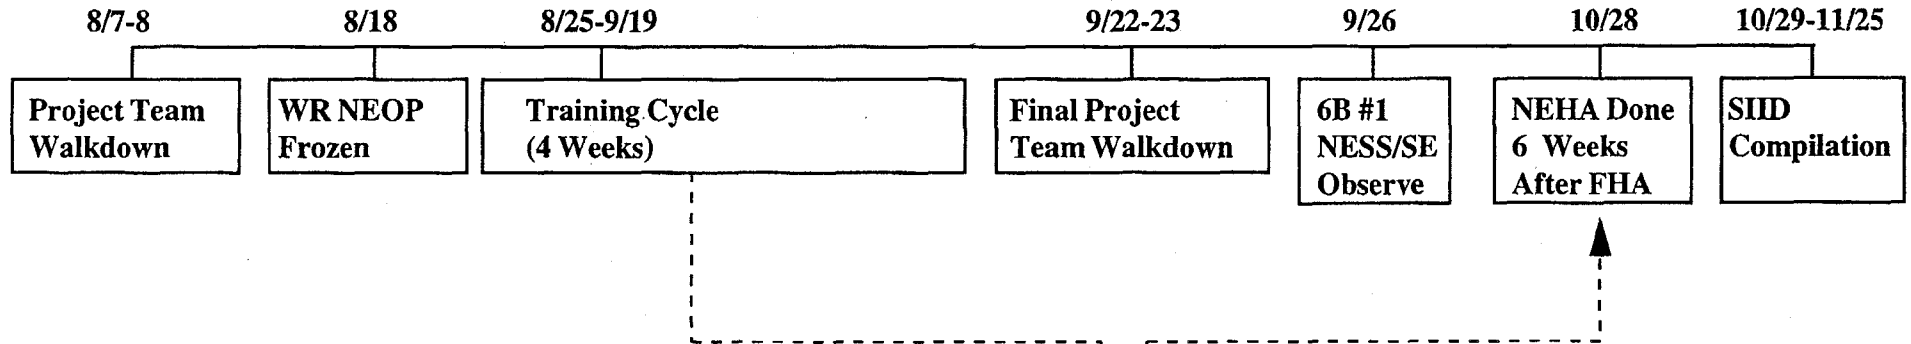 8/7-8 8/18 8/25-9/19 9/22-23 9/26 10/28 10/29-11/25
Project Team
Walkdown
WR NEOP
Frozen
Training Cycle
(4 Weeks)
Final Project
Team Walkdown
6B #1
NESS/SE
Observe
NEHA Done
6 Weeks
After FHA
SIID
Compilation